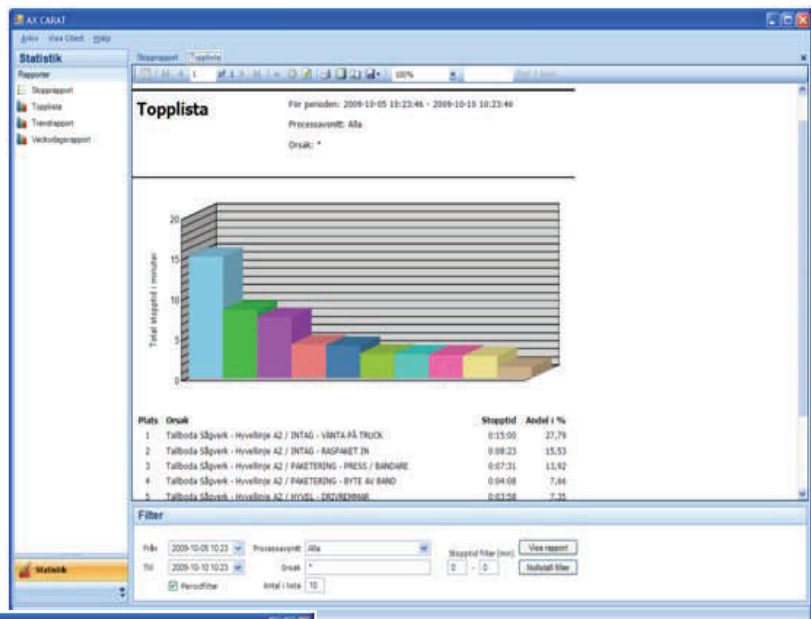 AX CARAT
Arkiv Visa Hjälp
Statistik
Rapporter
Stopprapport
Topplista
Trendrapport
Veckodagsrapport
Statistik
Stopprapport Topplista
1 of 1 100%
Topplista
För perioden: 2009-10-05 10:23:46 - 2009-10-10 10:23:46
Processavsnitt: Alla
Orsak: *
Total stopptid i minuter
20
15
10
5
0
Plats Orsak Stopptid Andel i %
1 Tallboda Sågverk - Hyvellinje A2 / INTAG - VÄNTA PÅ TRUCK 0:15:00 27,79
2 Tallboda Sågverk - Hyvellinje A2 / INTAG - RASPAKET IN 0:08:23 15,53
3 Tallboda Sågverk - Hyvellinje A2 / PAKETERING - PRESS / BANDARE 0:07:31 13,92
4 Tallboda Sågverk - Hyvellinje A2 / PAKETERING - BYTE AV BAND 0:04:08 7,66
5 Tallboda Sågverk - Hyvellinje A2 / HYVEL - DRIVREMMAR 0:03:58 7,35
Filter
Från 2009-10-05 10:23 Processavsnitt Alla Stopptid filter (min) Visa rapport
Till 2009-10-10 10:23 Orsak * 0 - 0 Nollställ filter
Periodfilter Antal i lista 10